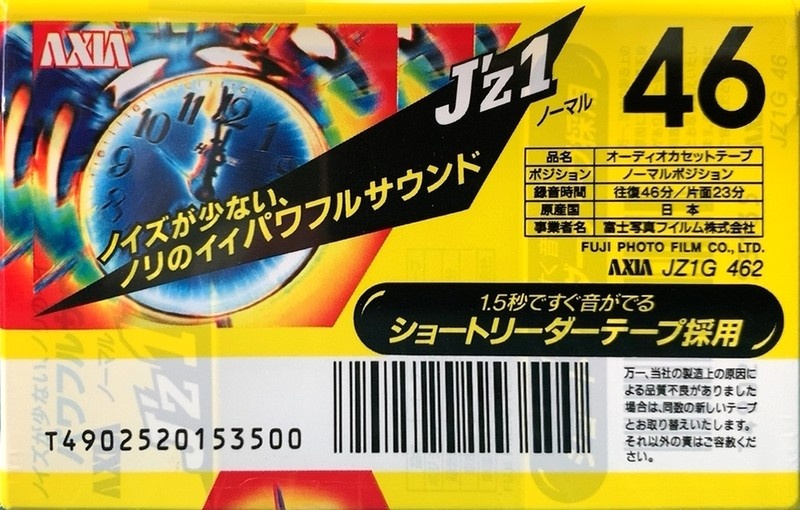 AXIA
J'z1
ノーマル
46
12
11
10
9
8
1
ノイズが少ない、
ノリのイィパワフルサウンド
品名 オーディオカセットテープ
ポジション ノーマルポジション
録音時間 往復46分/片面23分
原産国 日本
事業者名 富士写真フイルム株式会社
FUJI PHOTO FILM CO., LTD.
AXIA JZ1G 462
1.5秒ですぐ音がでる
ショートリーダーテープ採用
T4902520153500
万一、当社の製造上の原因に
よる品質不良がありました
場合は、同数の新しいテープ
とお取り替えいたします。
それ以外の責はご容赦くだ
さい。